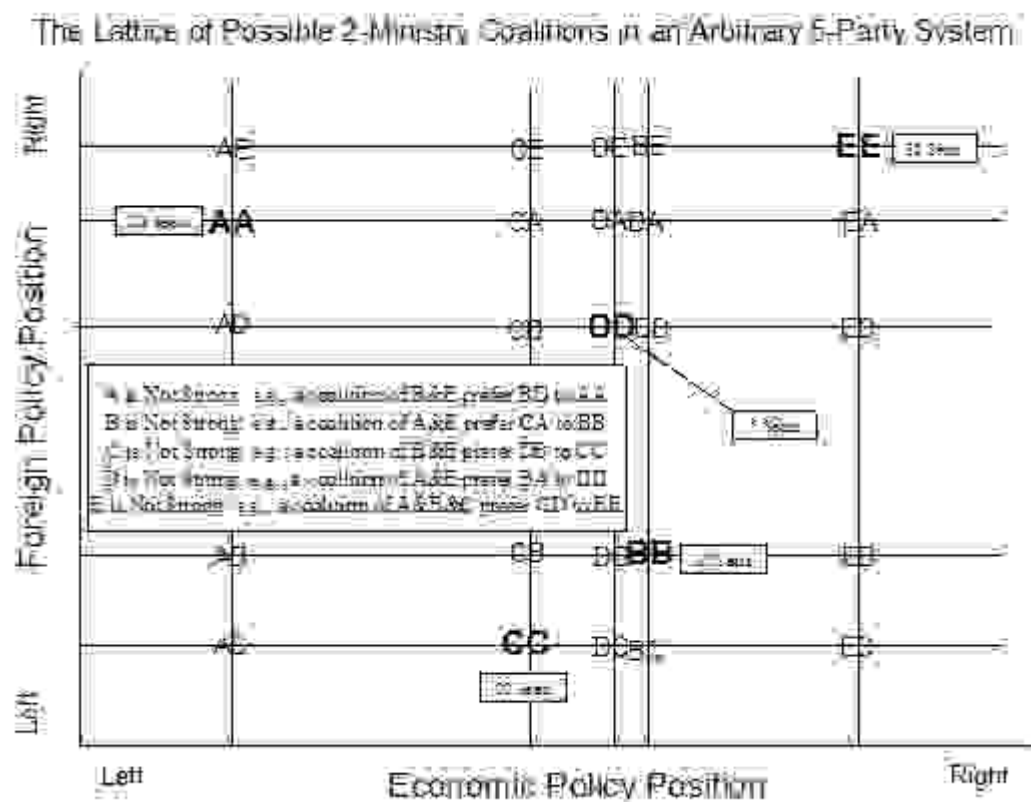 The Lattice of Possible 2-Ministry Coalitions in an Arbitrary 5-Party System
Right
Foreign Policy Position
Left
AE CE DE BE EE
AA CA DA BA EA
AD CD DD BD ED
A is Not Strong: e.g., a coalition of B&E prefer BD to AA
B is Not Strong: e.g., a coalition of A&E prefer CA to BB
C is Not Strong: e.g.: a coalition of D&E prefer DE to CC
D is Not Strong: e.g., a coalition of A&E prefer BA to DD
E is Not Strong: e.g., a coalition of A&B&C prefer CD to EE
AB CB DB BB EB
AC CC DC BC EC
Left
Economic Policy Position
Right